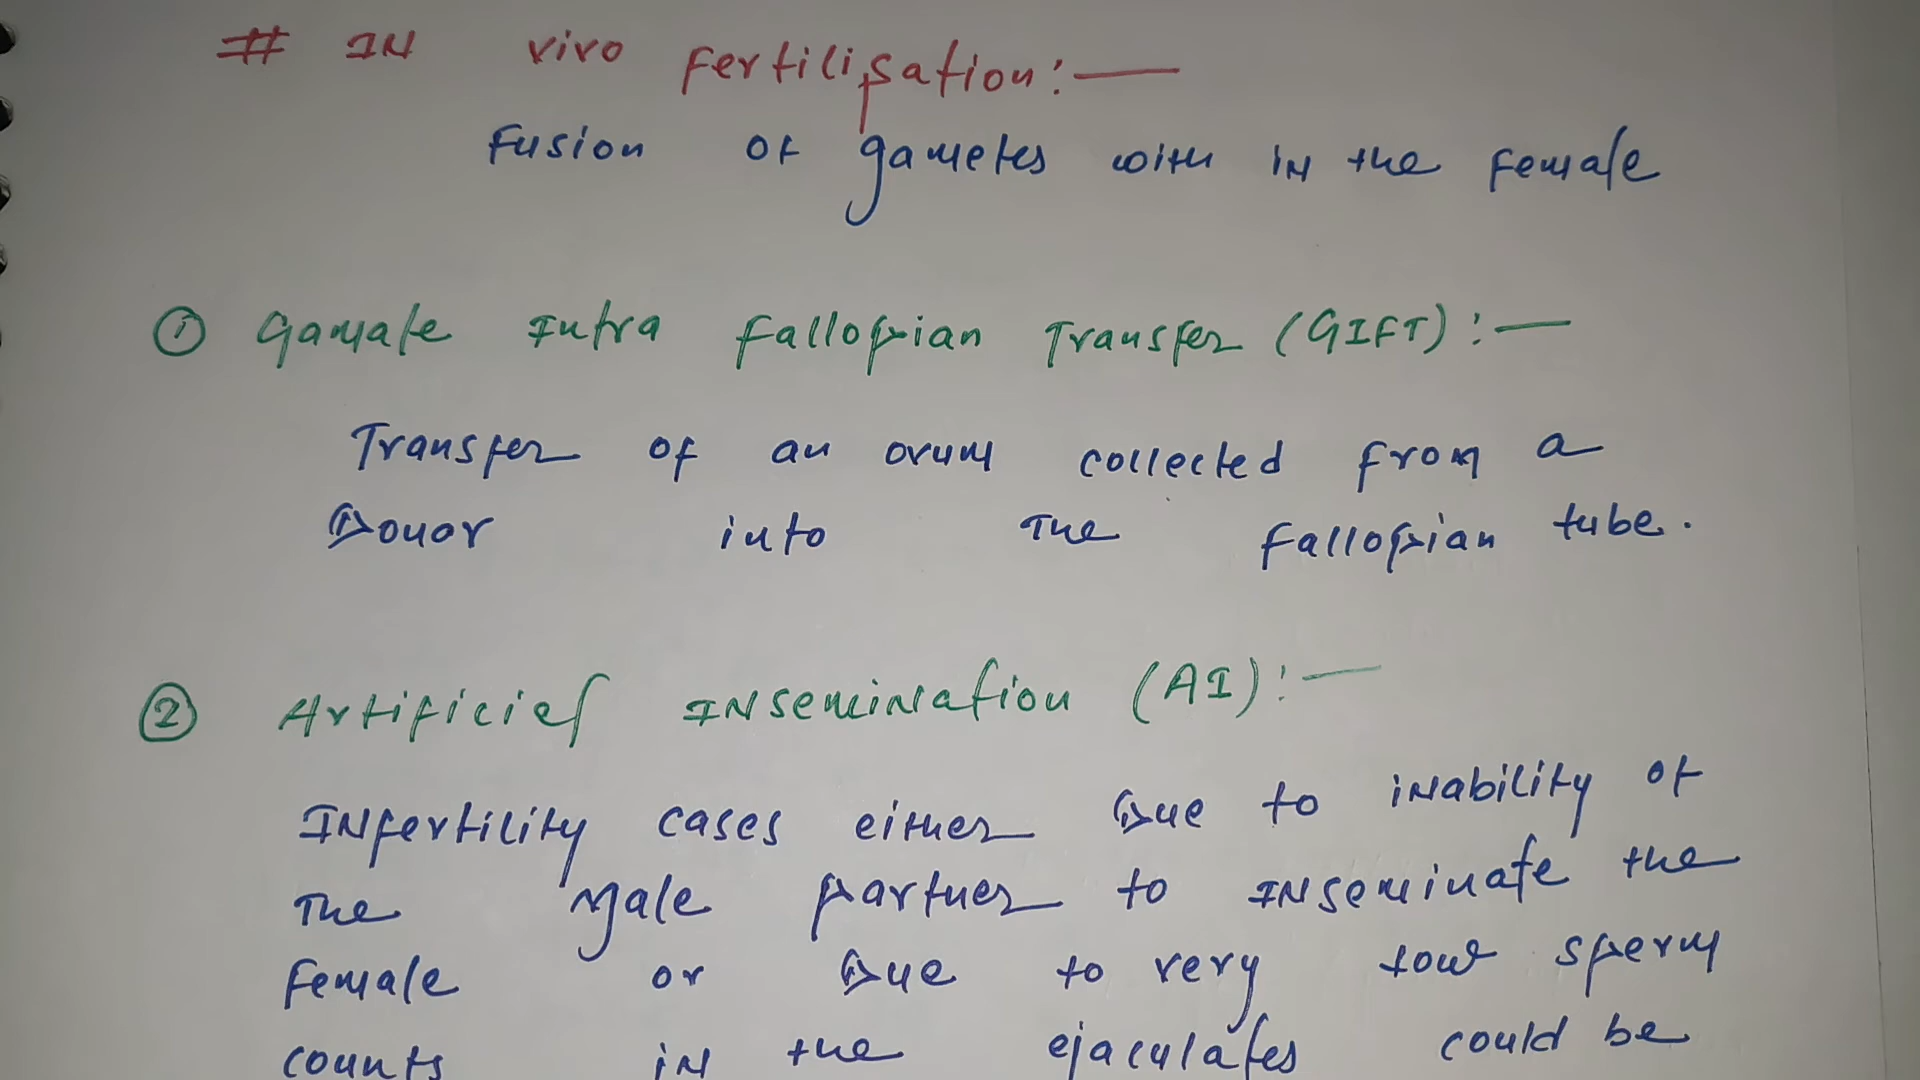 # IN vivo Fertilisation:—
Fusion of gametes with in the Female
① Gamate Intra fallopian Transfer (GIFT):—
Transfer of an ovum collected from a
Donor into The fallopian tube.
② Artificial INsemination (AI):—
INfertility cases either Due to inability of
The Male partner to INseminate the
Female or Due to very low sperm
counts in the ejaculates could be